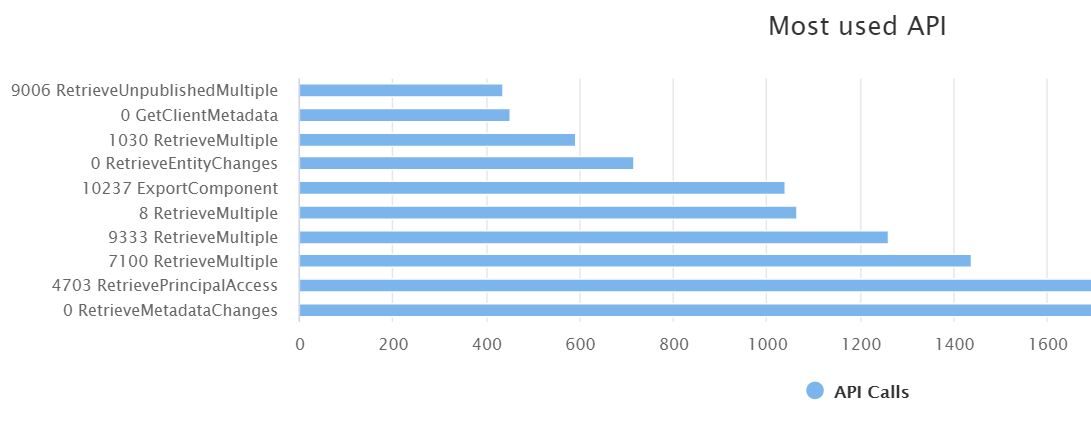 Most used API
9006 RetrieveUnpublishedMultiple
0 GetClientMetadata
1030 RetrieveMultiple
0 RetrieveEntityChanges
10237 ExportComponent
8 RetrieveMultiple
9333 RetrieveMultiple
7100 RetrieveMultiple
4703 RetrievePrincipalAccess
0 RetrieveMetadataChanges
0 200 400 600 800 1000 1200 1400 1600
API Calls